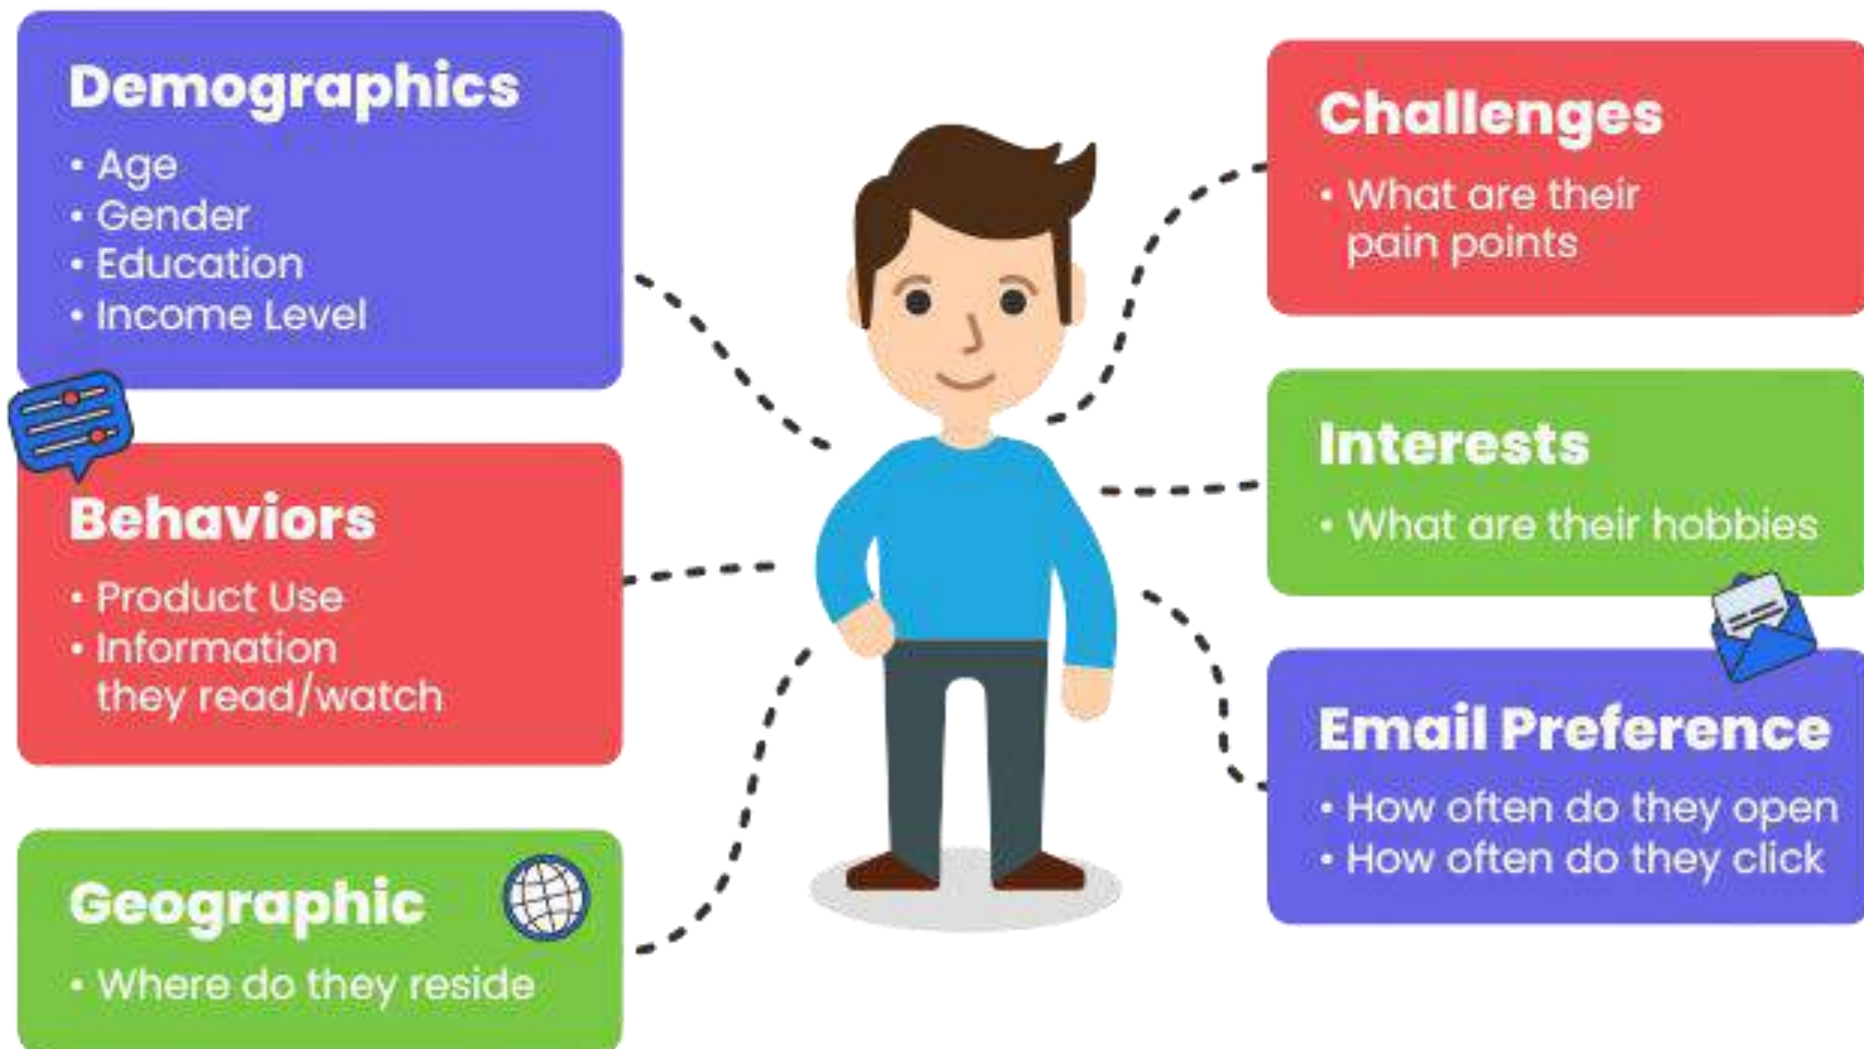 Demographics
• Age
• Gender
• Education
• Income Level
Behaviors
• Product Use
• Information
they read/watch
Geographic
• Where do they reside
Challenges
• What are their
pain points
Interests
• What are their hobbies
Email Preference
• How often do they open
• How often do they click